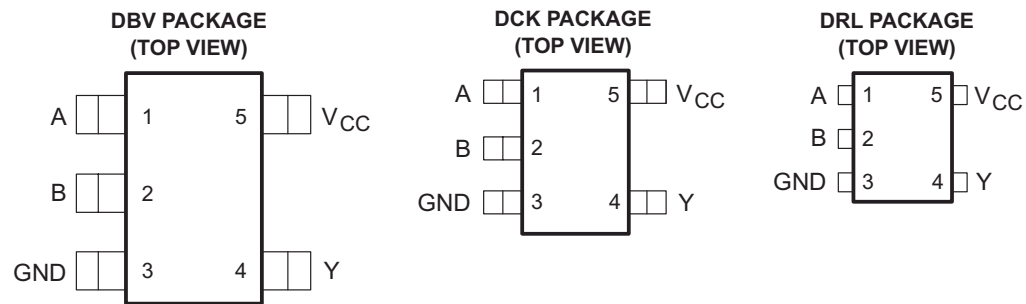 DBV PACKAGE
(TOP VIEW)
A 1 5 VCC
B 2
GND 3 4 Y
DCK PACKAGE
(TOP VIEW)
A 1 5 VCC
B 2
GND 3 4 Y
DRL PACKAGE
(TOP VIEW)
A 1 5 VCC
B 2
GND 3 4 Y